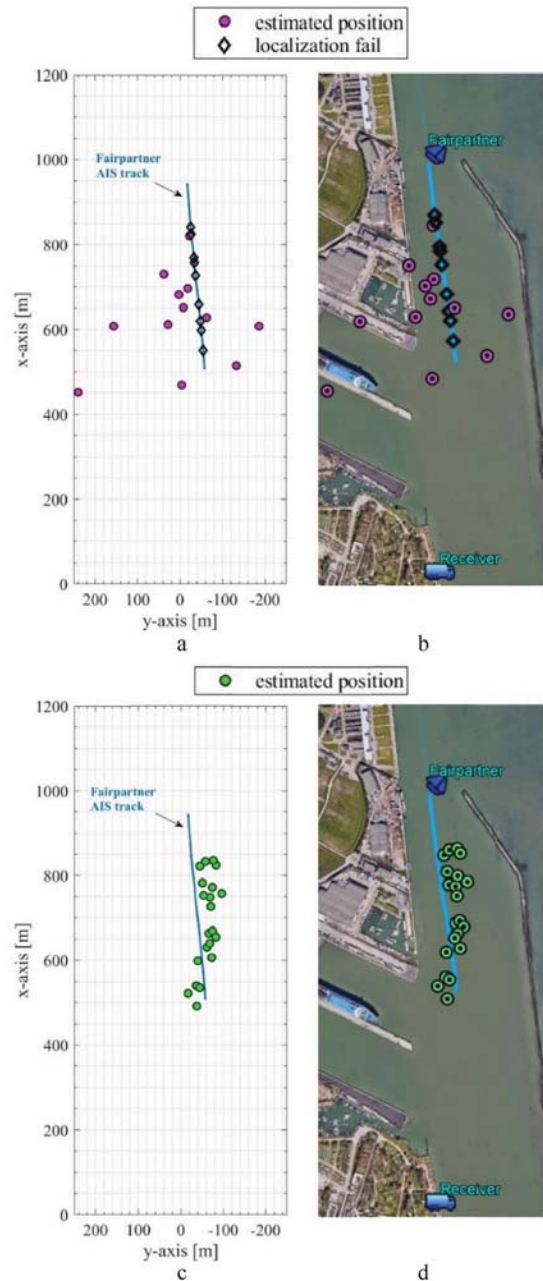 estimated position
localization fail
1200
1000
800
600
400
200
0
x-axis [m]
Fairpartner
AIS track
200
100
0
-100
-200
y-axis [m]
a
Fairpartner
Receiver
b
estimated position
1200
1000
800
600
400
200
0
x-axis [m]
Fairpartner
AIS track
200
100
0
-100
-200
y-axis [m]
c
Fairpartner
Receiver
d